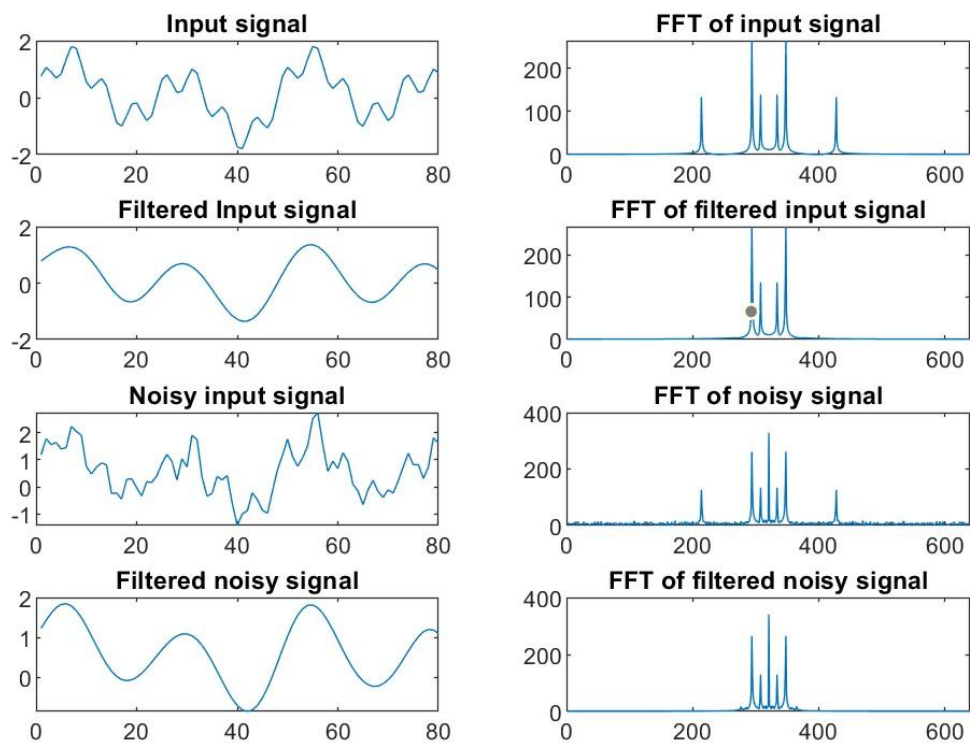 Input signal
2
0
-2
0 20 40 60 80
FFT of input signal
200
100
0
0 200 400 600
Filtered Input signal
2
0
-2
0 20 40 60 80
FFT of filtered input signal
200
100
0
0 200 400 600
Noisy input signal
2
1
0
-1
0 20 40 60 80
FFT of noisy signal
400
200
0
0 200 400 600
Filtered noisy signal
2
1
0
0 20 40 60 80
FFT of filtered noisy signal
400
200
0
0 200 400 600